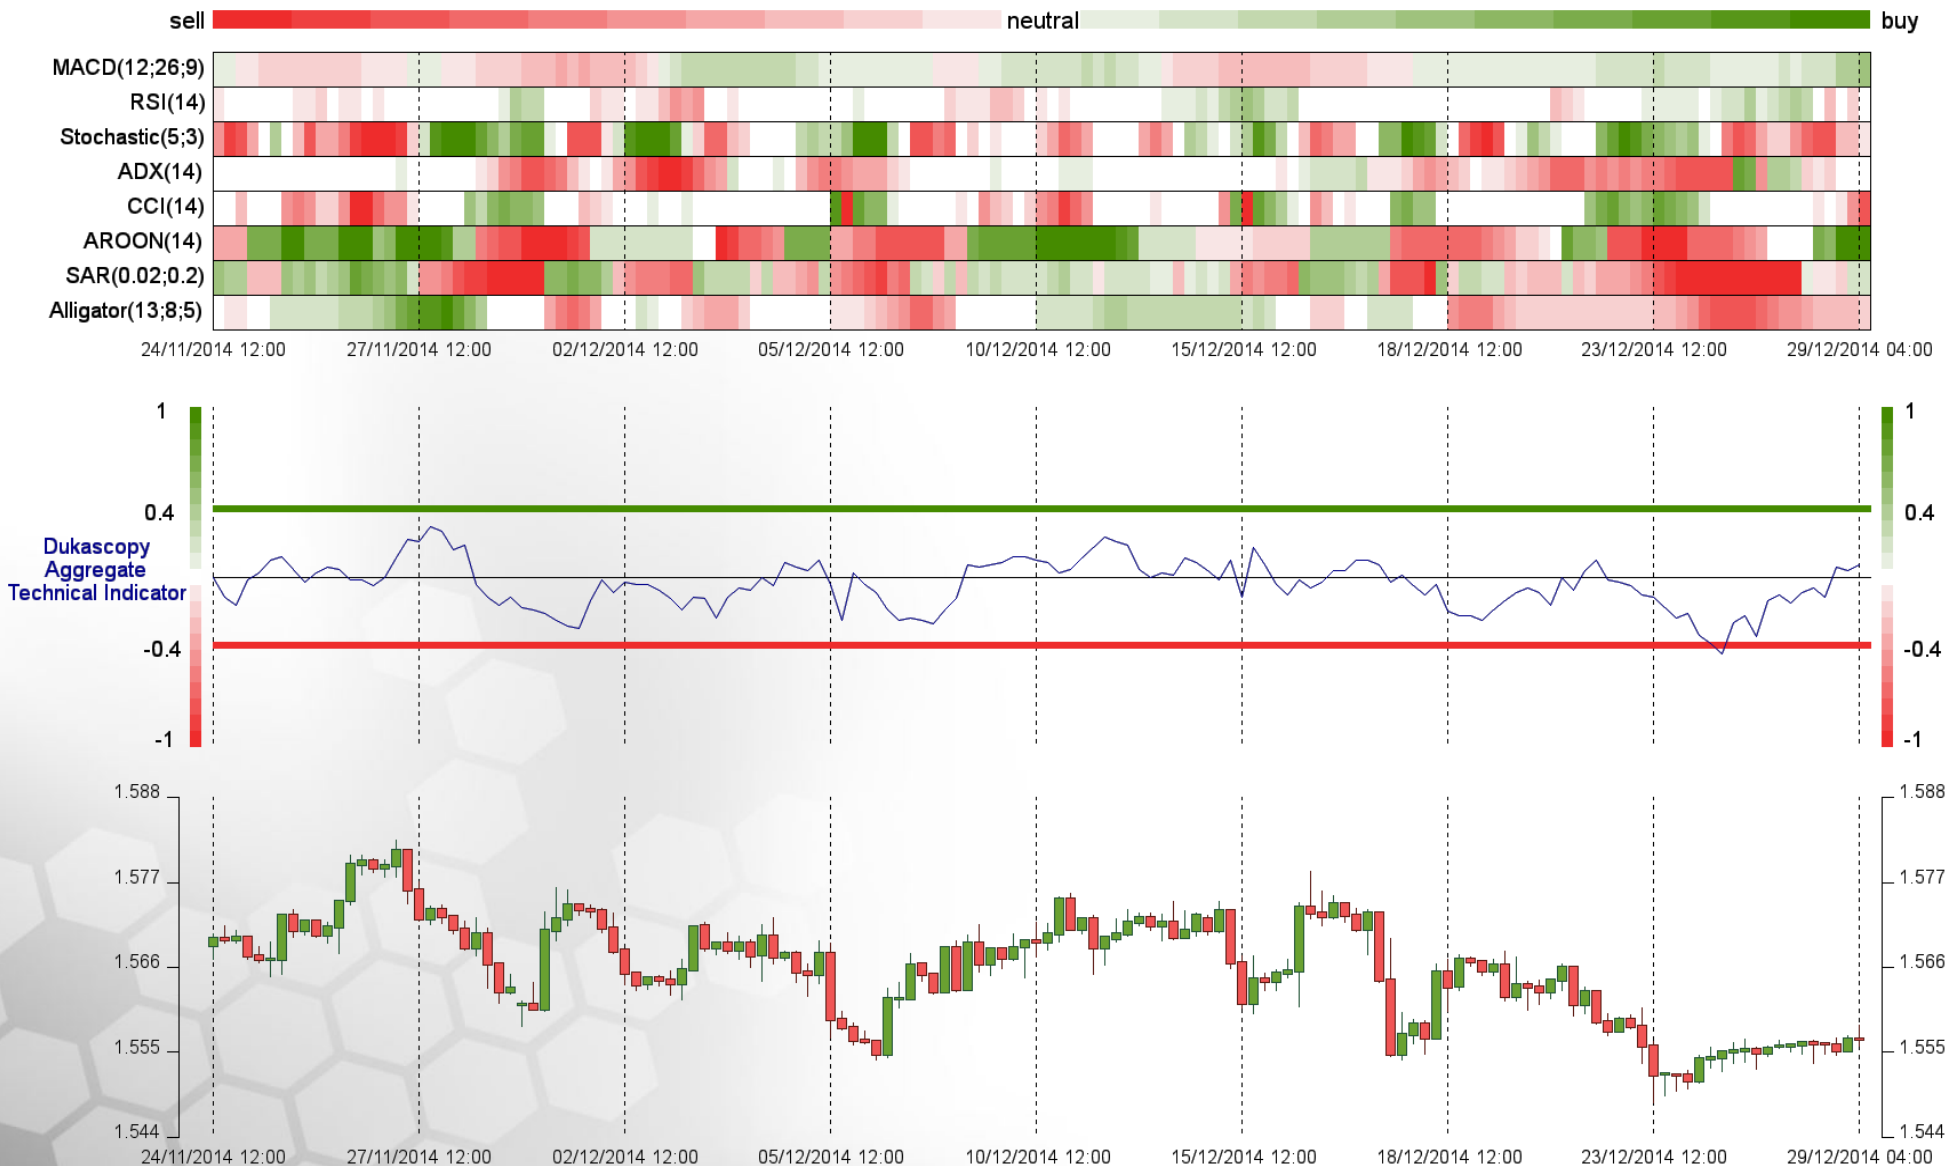 sell neutral buy
MACD(12;26;9)
RSI(14)
Stochastic(5;3)
ADX(14)
CCI(14)
AROON(14)
SAR(0.02;0.2)
Alligator(13;8;5)
24/11/2014 12:00 27/11/2014 12:00 02/12/2014 12:00 05/12/2014 12:00 10/12/2014 12:00 15/12/2014 12:00 18/12/2014 12:00 23/12/2014 12:00 29/12/2014 04:00
1 1
0.4 0.4
Dukascopy
Aggregate
Technical Indicator
-0.4 -0.4
-1 -1
1.588 1.588
1.577 1.577
1.566 1.566
1.555 1.555
1.544 1.544
24/11/2014 12:00 27/11/2014 12:00 02/12/2014 12:00 05/12/2014 12:00 10/12/2014 12:00 15/12/2014 12:00 18/12/2014 12:00 23/12/2014 12:00 29/12/2014 04:00